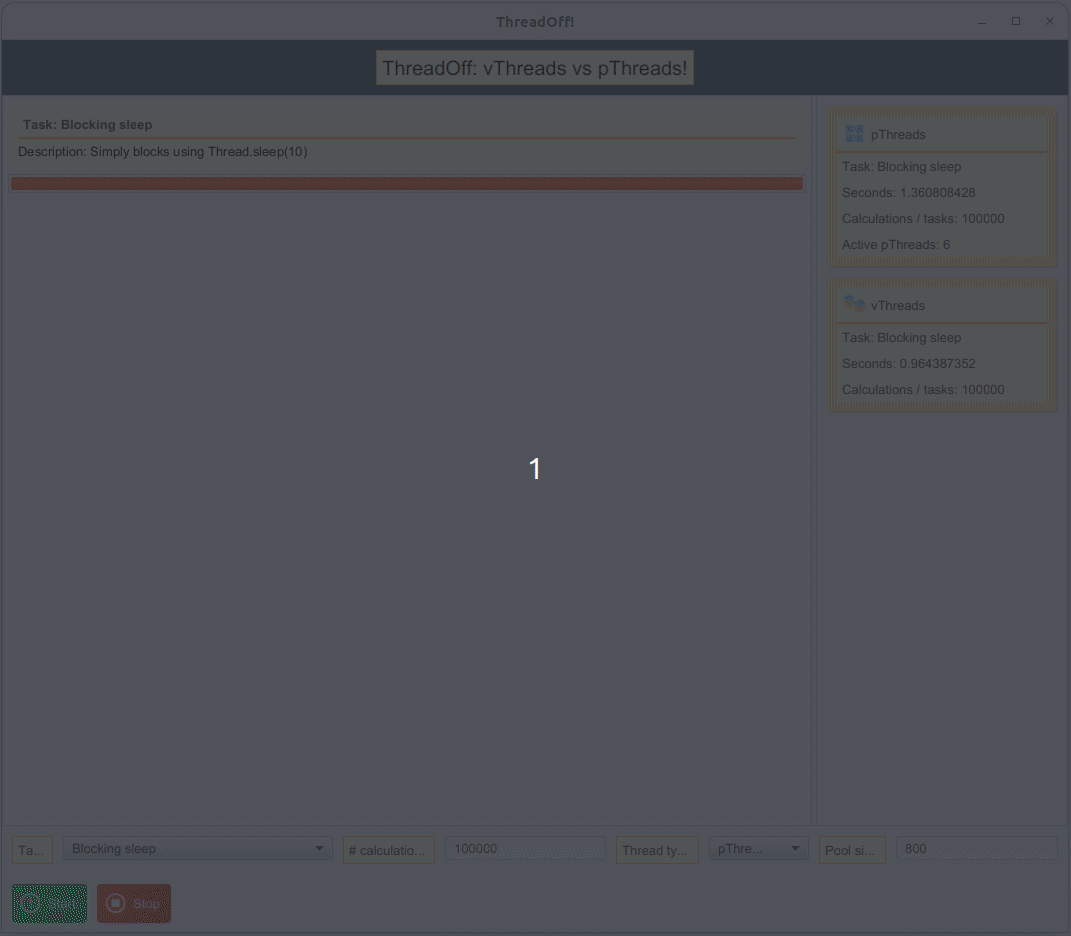 ThreadOff!
ThreadOff: vThreads vs pThreads!
Task: Blocking sleep
Description: Simply blocks using Thread.sleep(10)
pThreads
Task: Blocking sleep
Seconds: 1.360808428
Calculations / tasks: 100000
Active pThreads: 6
vThreads
Task: Blocking sleep
Seconds: 0.964387352
Calculations / tasks: 100000
1
Ta... Blocking sleep # calculatio... 100000 Thread ty... pThre... Pool si... 800
Start Stop